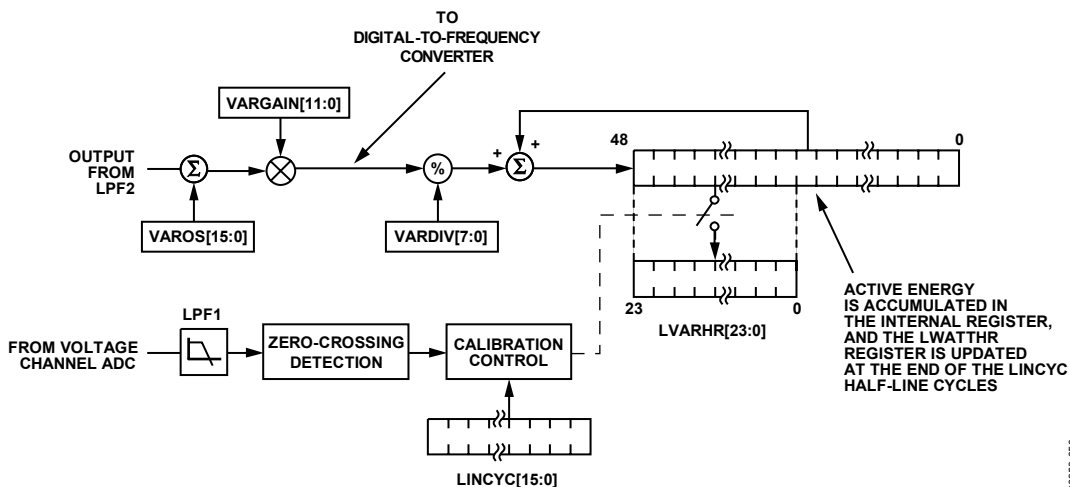 TO
DIGITAL-TO-FREQUENCY
CONVERTER
VARGAIN[11:0]
OUTPUT
FROM
LPF2
Σ
%
+
+
Σ
48
0
VAROS[15:0]
VARDIV[7:0]
23
0
LVARHR[23:0]
ACTIVE ENERGY
IS ACCUMULATED IN
THE INTERNAL REGISTER,
AND THE LWATTHR
REGISTER IS UPDATED
AT THE END OF THE LINCYC
HALF-LINE CYCLES
LPF1
FROM VOLTAGE
CHANNEL ADC
ZERO-CROSSING
DETECTION
CALIBRATION
CONTROL
LINCYC[15:0]